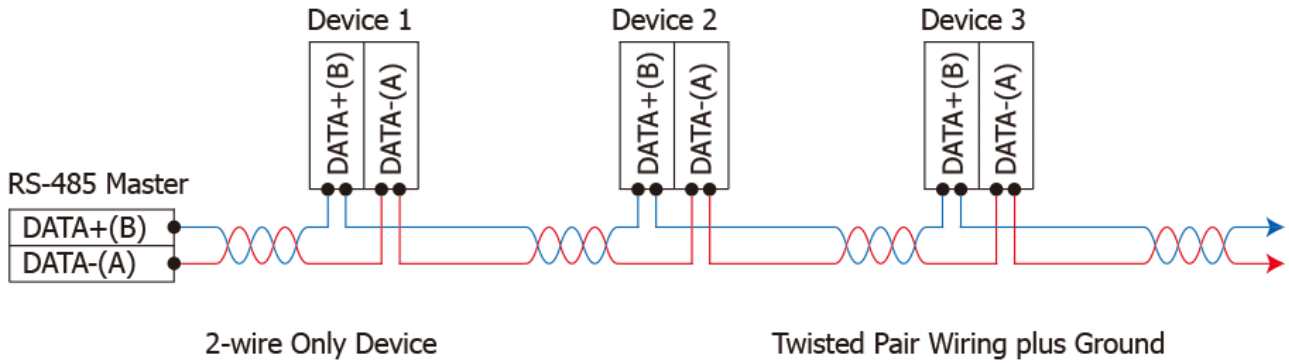 Device 1
Device 2
Device 3
DATA+(B)
DATA-(A)
DATA+(B)
DATA-(A)
DATA+(B)
DATA-(A)
RS-485 Master
DATA+(B)
DATA-(A)
2-wire Only Device
Twisted Pair Wiring plus Ground